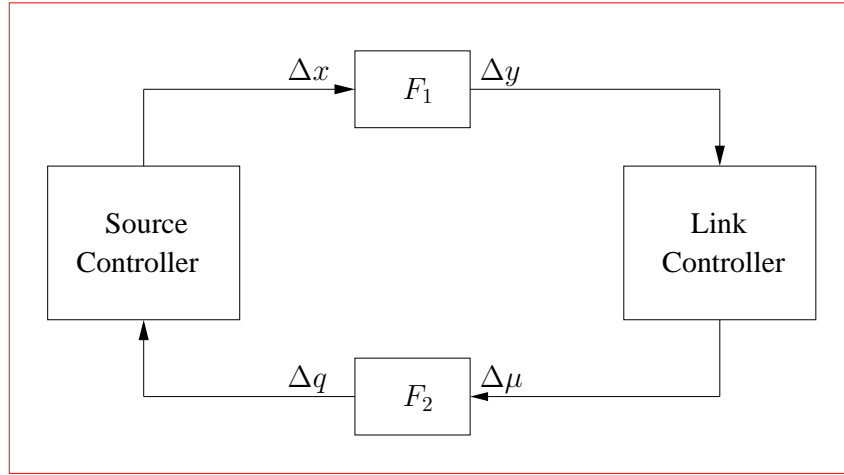 Δx
F₁
Δy
Source
Controller
Link
Controller
Δq
F₂
Δμ